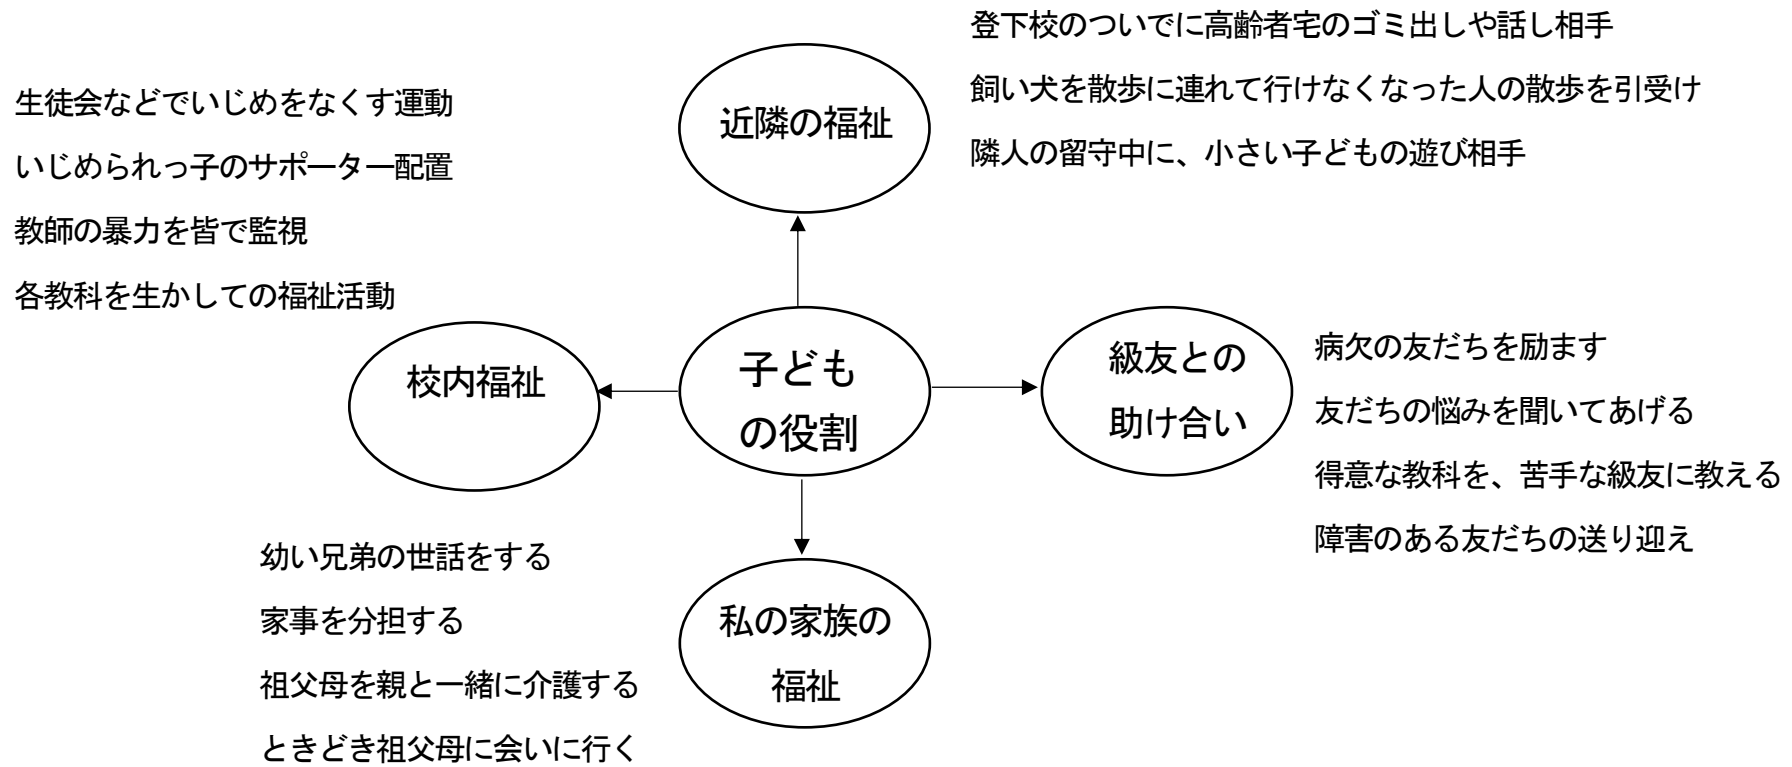 登下校のついでに高齢者宅のゴミ出しや話し相手
飼い犬を散歩に連れて行けなくなった人の散歩を引受け
隣人の留守中に、小さい子どもの遊び相手
近隣の福祉
生徒会などでいじめをなくす運動
いじめられっ子のサポーター配置
教師の暴力を皆で監視
各教科を生かしての福祉活動
校内福祉
子ども
の役割
級友との
助け合い
病欠の友だちを励ます
友だちの悩みを聞いてあげる
得意な教科を、苦手な級友に教える
障害のある友だちの送り迎え
幼い兄弟の世話をする
家事を分担する
祖父母を親と一緒に介護する
ときどき祖父母に会いに行く
私の家族の
福祉